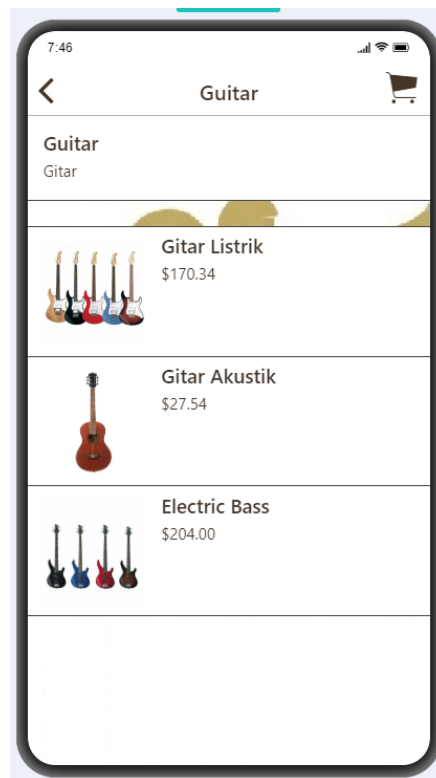 7:46
Guitar
Guitar
Gitar
Gitar Listrik
$170.34
Gitar Akustik
$27.54
Electric Bass
$204.00